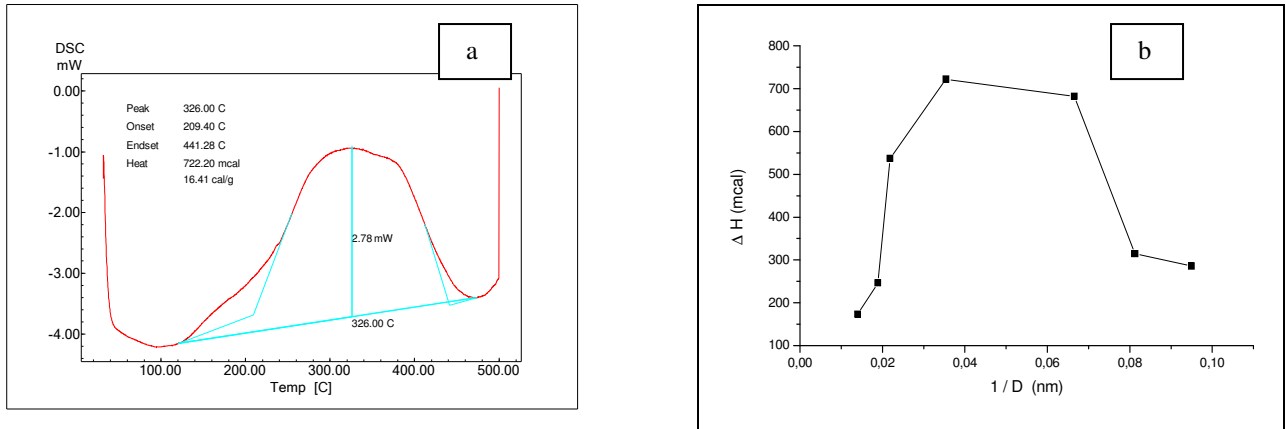 a
DSC
mW
0.00
-1.00
-2.00
-3.00
-4.00
Peak 326.00 C
Onset 209.40 C
Endset 441.28 C
Heat 722.20 mcal
16.41 cal/g
2.78 mW
326.00 C
100.00 200.00 300.00 400.00 500.00
Temp [C]
b
800
700
600
500
400
300
200
100
Δ H (mcal)
0,00 0,02 0,04 0,06 0,08 0,10
1 / D (nm)